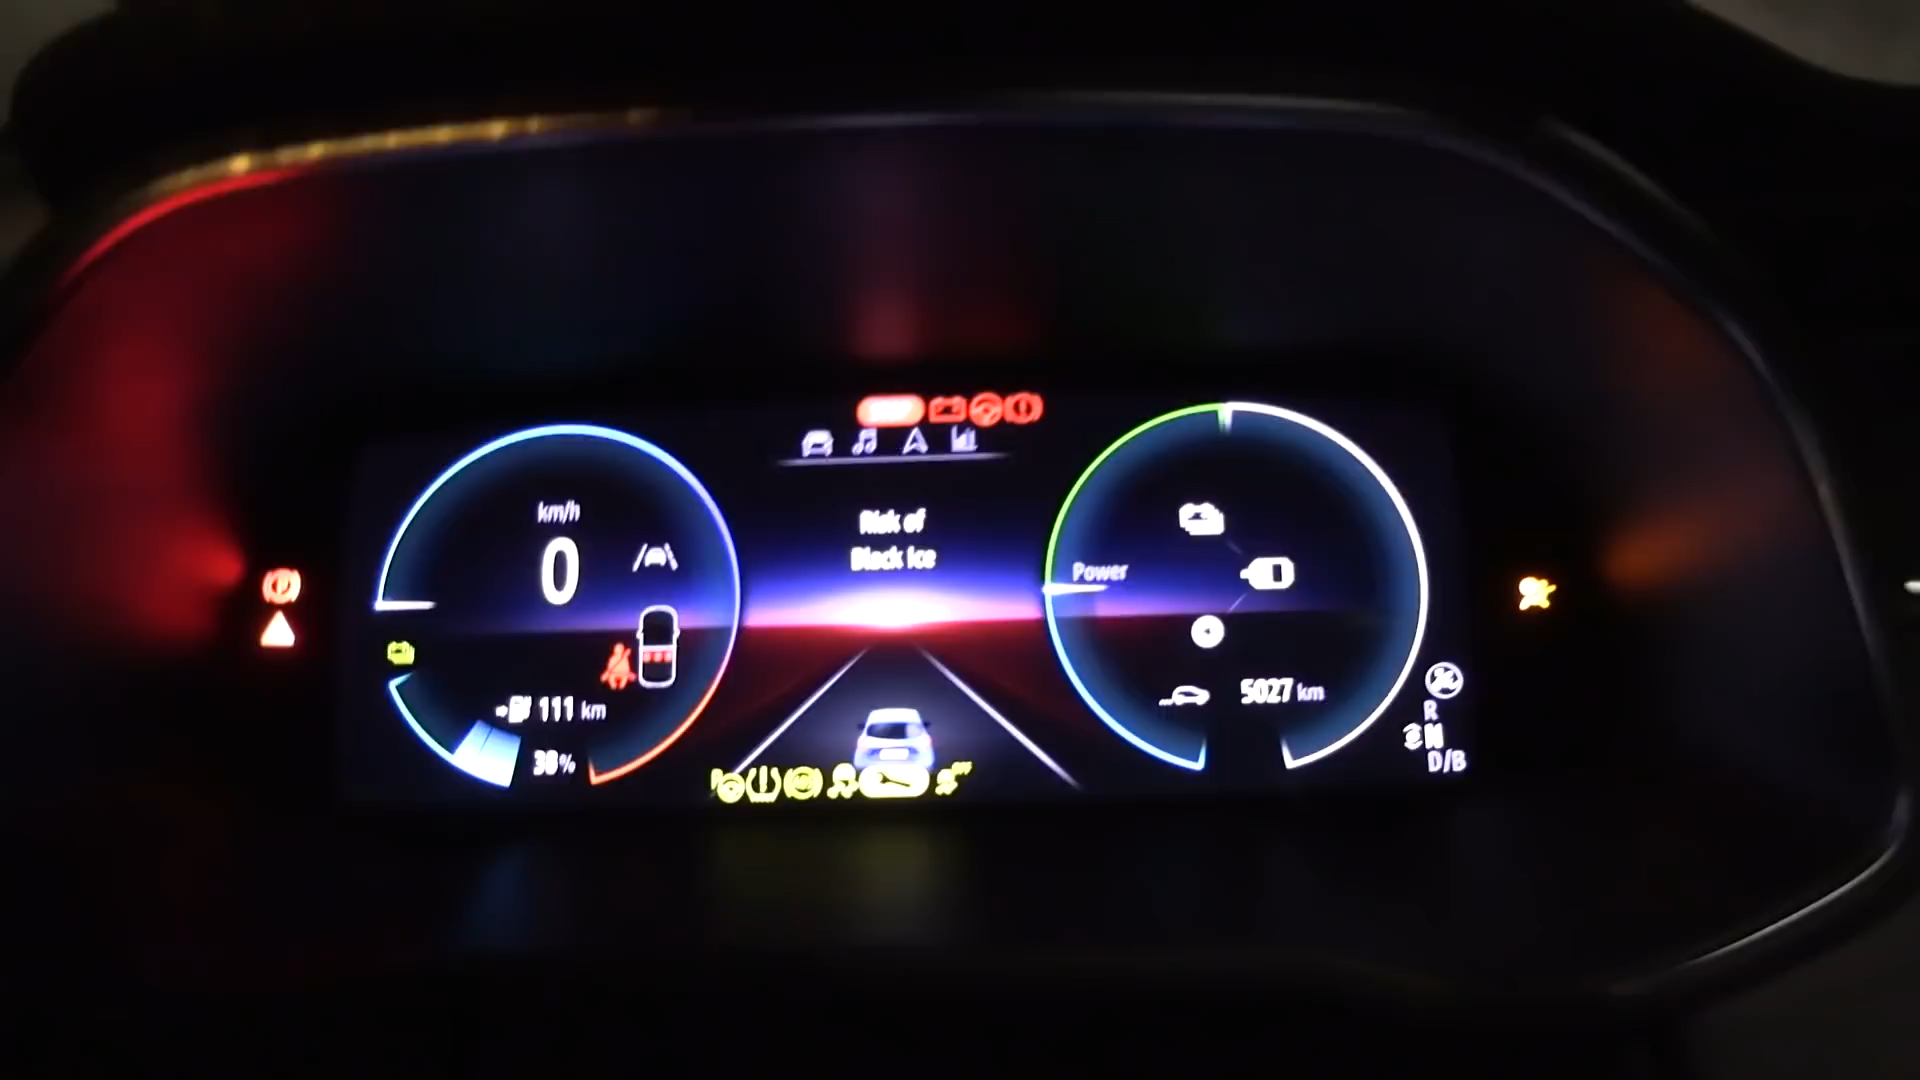 km/h
0
111 km
38%
Risk of
Black Ice
Power
5027 km
R
N
D/B